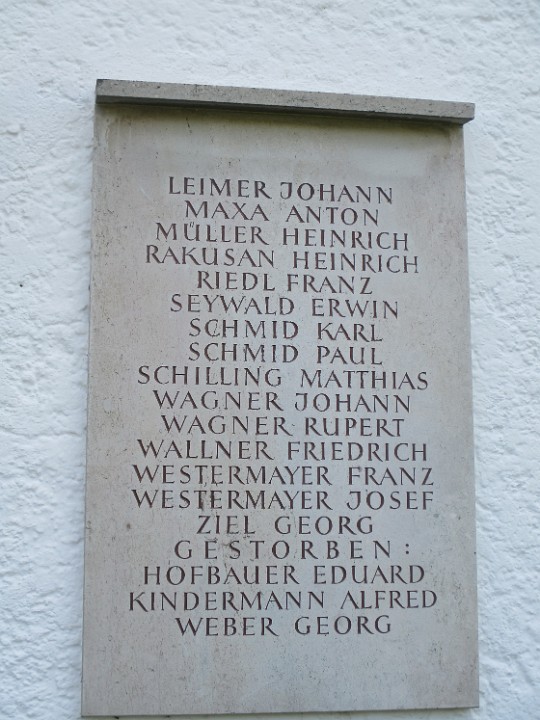 LEIMER JOHANN
MAXA ANTON
MÜLLER HEINRICH
RAKUSAN HEINRICH
RIEDL FRANZ
SEYWALD ERWIN
SCHMID KARL
SCHMID PAUL
SCHILLING MATTHIAS
WAGNER JOHANN
WAGNER RUPERT
WALLNER FRIEDRICH
WESTERMAYER FRANZ
WESTERMAYER JOSEF
ZIEL GEORG
GESTORBEN:
HOFBAUER EDUARD
KINDERMANN ALFRED
WEBER GEORG